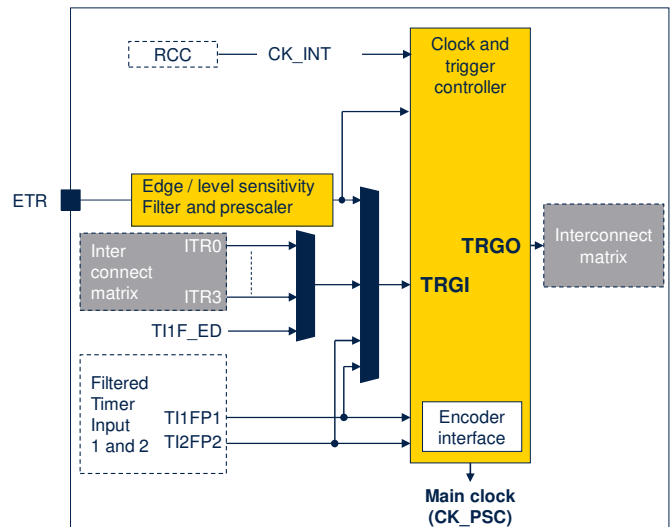 RCC
CK_INT
Clock and
trigger
controller
ETR
Edge / level sensitivity
Filter and prescaler
Inter
connect
matrix
ITR0
ITR3
TI1F_ED
TRGO
TRGI
Interconnect
matrix
Filtered
Timer
Input
1 and 2
TI1FP1
TI2FP2
Encoder
interface
Main clock
(CK_PSC)